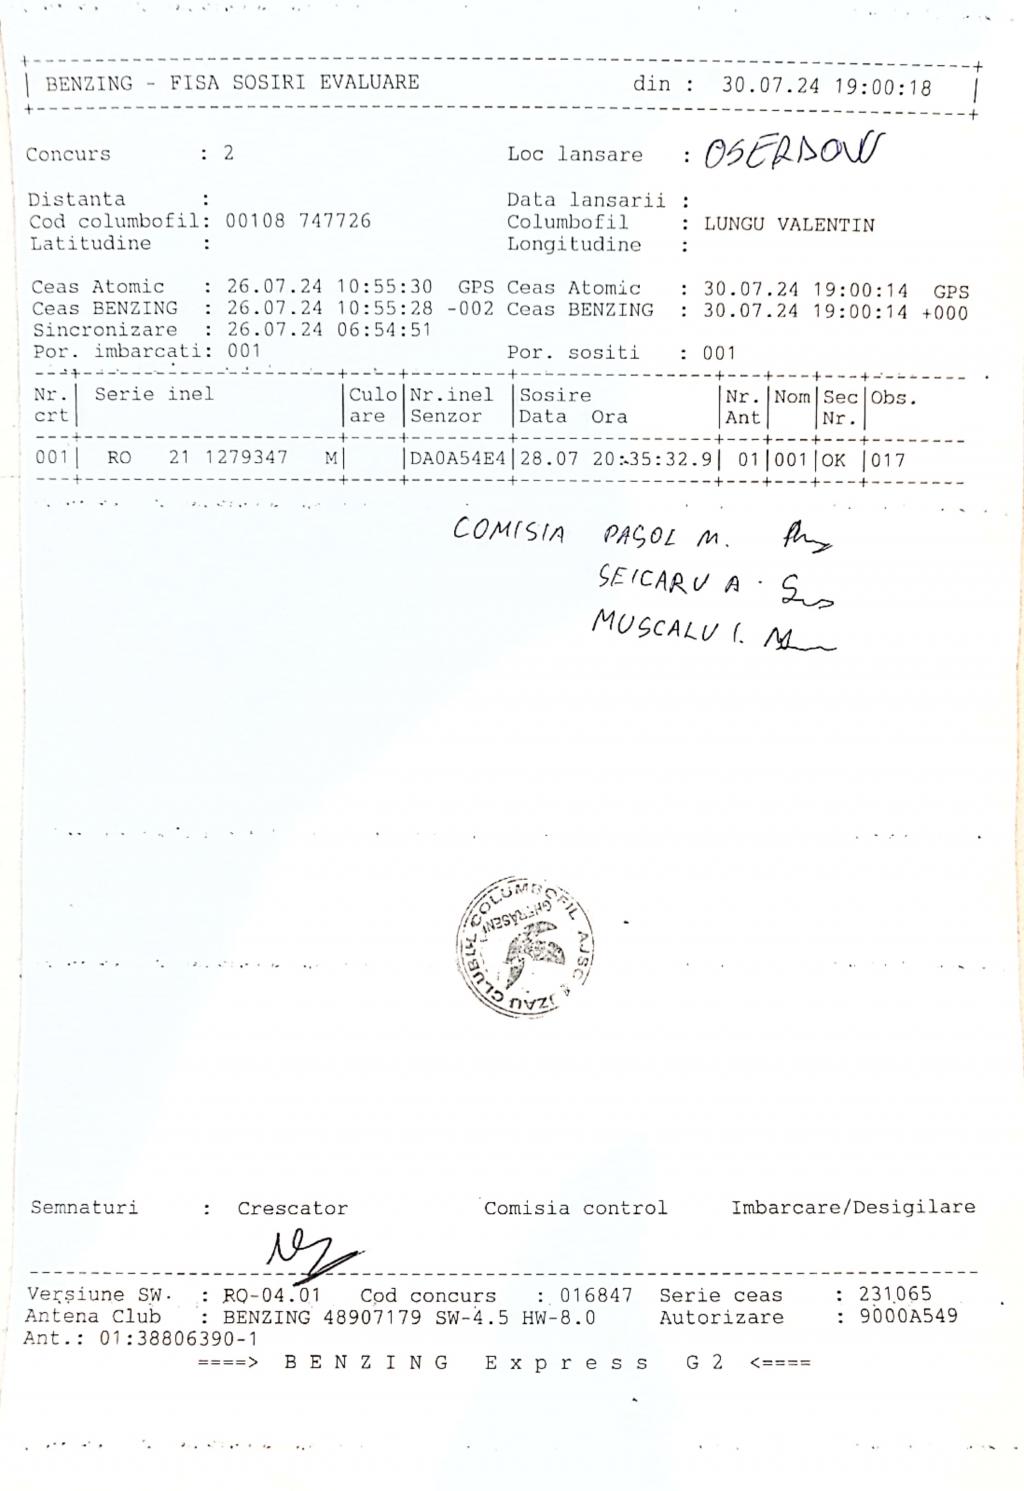 BENZING - FISA SOSIRI EVALUARE din : 30.07.24 19:00:18
Concurs : 2 Loc lansare : OSERDOW
Distanta : Data lansarii :
Cod columbofil: 00108 747726 Columbofil : LUNGU VALENTIN
Latitudine : Longitudine :
Ceas Atomic : 26.07.24 10:55:30 GPS Ceas Atomic : 30.07.24 19:00:14 GPS
Ceas BENZING : 26.07.24 10:55:28 -002 Ceas BENZING : 30.07.24 19:00:14 +000
Sincronizare : 26.07.24 06:54:51
Por. imbarcati: 001 Por. sositi : 001
Nr. Serie inel Culo Nr.inel Sosire Nr. Nom Sec Obs.
crt are Senzor Data Ora Ant Nr.
001 RO 21 1279347 M DA0A54E4 28.07 20:35:32.9 01 001 OK 017
COMISIA PAGOL M.
SEICARU A.
MUSCALU I.
CLUBUL COLUMBOFIL
GHERASENI
UZAU
Semnaturi : Crescator Comisia control Imbarcare/Desigilare
Versiune SW. : RO-04.01 Cod concurs : 016847 Serie ceas : 231065
Antena Club : BENZING 48907179 SW-4.5 HW-8.0 Autorizare : 9000A549
Ant.: 01:38806390-1
====> B E N Z I N G E x p r e s s G 2 <====